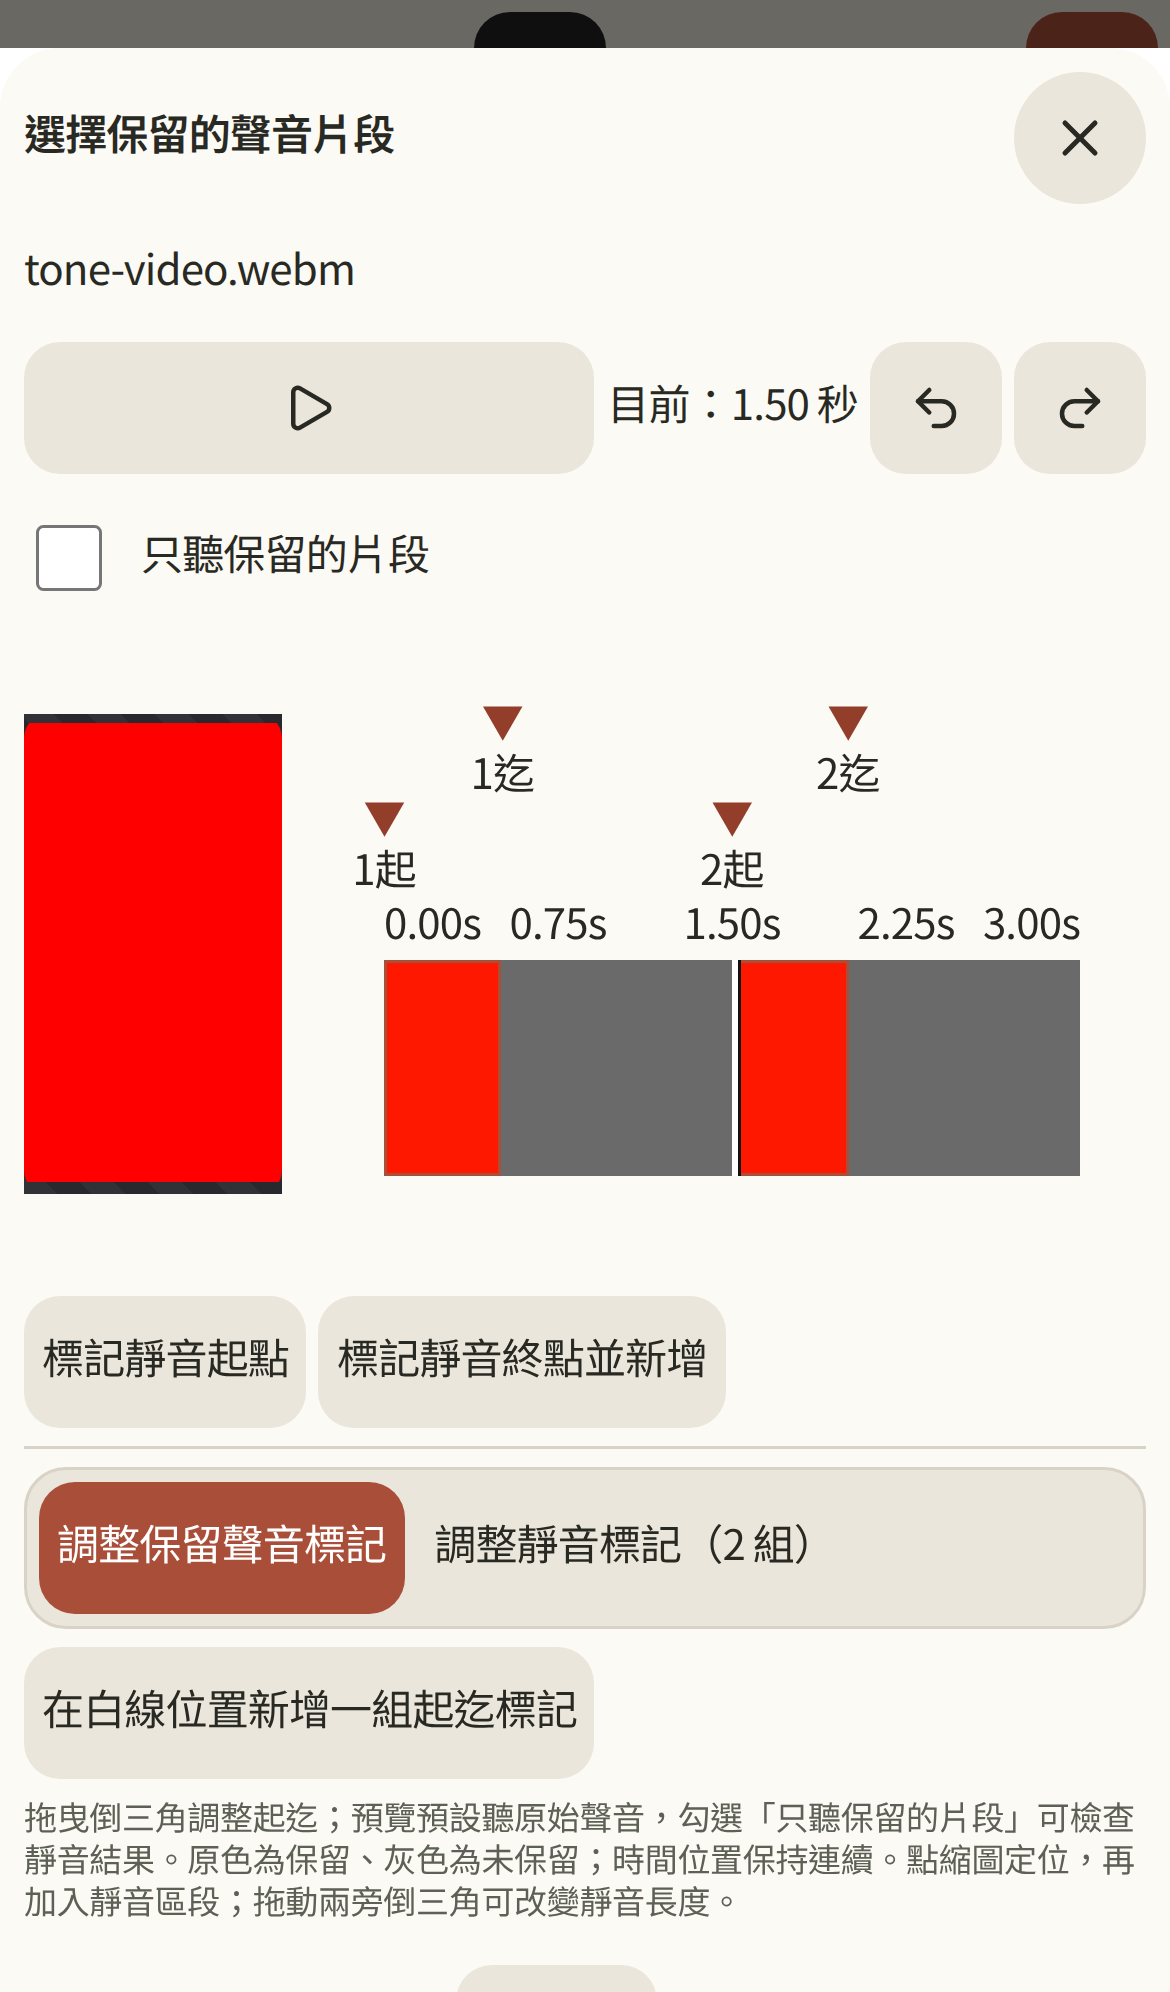 選擇保留的聲音片段
tone-video.webm
目前：1.50 秒
只聽保留的片段
1迄 2迄
1起 2起
0.00s 0.75s 1.50s 2.25s 3.00s
標記靜音起點 標記靜音終點並新增
調整保留聲音標記 調整靜音標記（2 組）
在白線位置新增一組起迄標記
拖曳倒三角調整起迄；預覽預設聽原始聲音，勾選「只聽保留的片段」可檢查
靜音結果。原色為保留、灰色為未保留；時間位置保持連續。點縮圖定位，再
加入靜音區段；拖動兩旁倒三角可改變靜音長度。